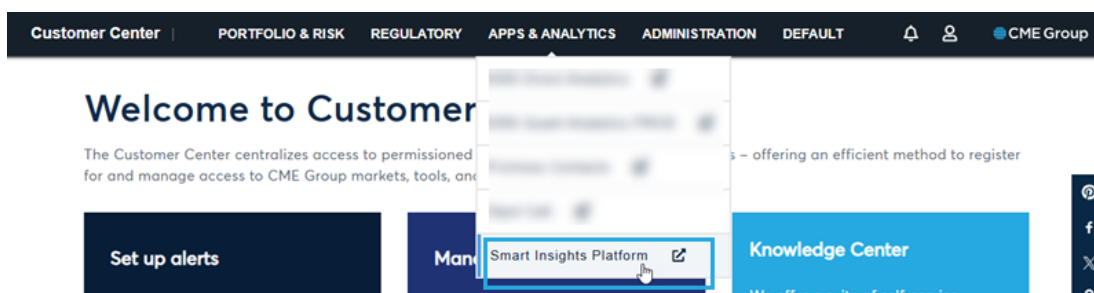 Customer Center | PORTFOLIO & RISK REGULATORY APPS & ANALYTICS ADMINISTRATION DEFAULT CME Group
Welcome to Customer
The Customer Center centralizes access to permissioned s – offering an efficient method to register
for and manage access to CME Group markets, tools, and
Smart Insights Platform
Set up alerts
Mana
Knowledge Center